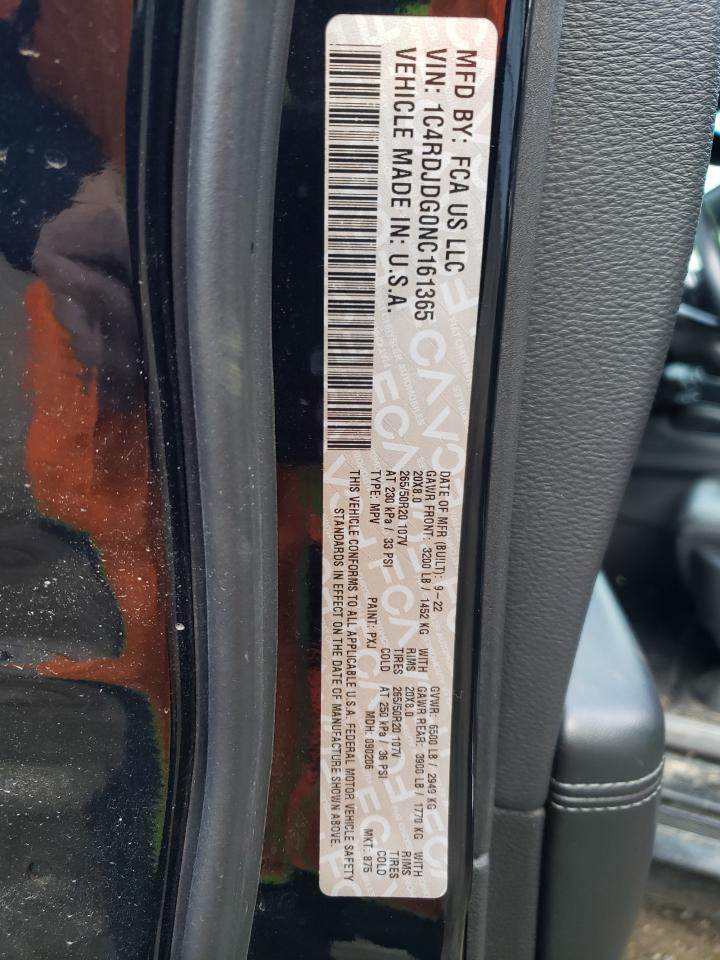 MFD BY: FCA US LLC
VIN: 1C4RDJDG0NC161365
VEHICLE MADE IN: U.S.A.
DATE OF MFR (BUILT): 9-22 GVWR: 6500 LB / 2949 KG
GAWR FRONT: 3200 LB / 1452 KG WITH GAWR REAR: 3900 LB / 1770 KG WITH
20X8.0 RIMS 20X8.0 RIMS
265/50R20 107V TIRES 265/50R20 107V TIRES
AT 230 kPa / 33 PSI COLD AT 250 kPa / 36 PSI COLD
TYPE: MPV PAINT: PXJ MDH: 090206 MKT: 875
THIS VEHICLE CONFORMS TO ALL APPLICABLE U.S.A. FEDERAL MOTOR VEHICLE SAFETY
STANDARDS IN EFFECT ON THE DATE OF MANUFACTURE SHOWN ABOVE.